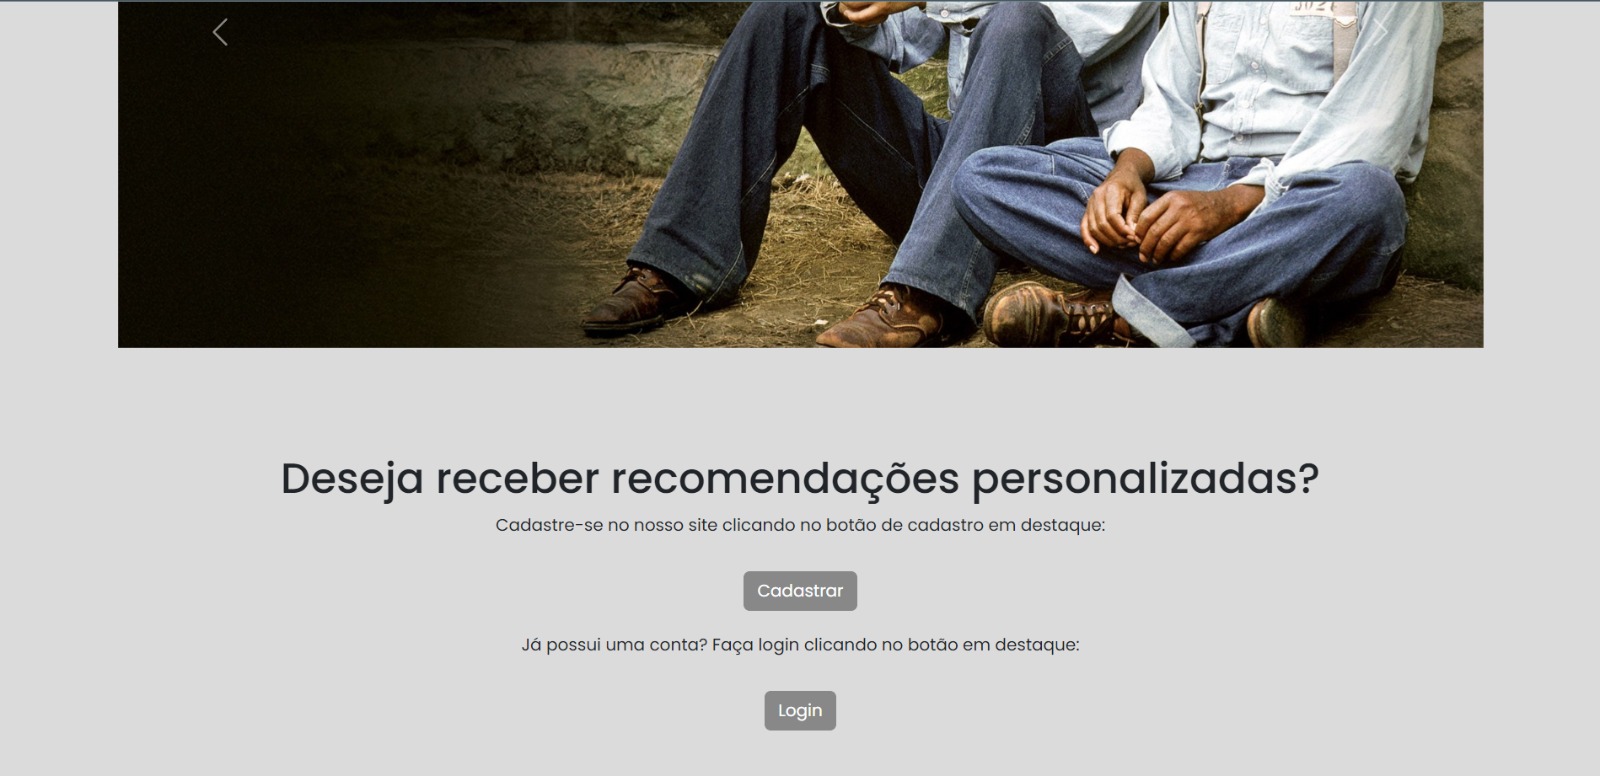 Deseja receber recomendações personalizadas?
Cadastre-se no nosso site clicando no botão de cadastro em destaque:
Cadastrar
Já possui uma conta? Faça login clicando no botão em destaque:
Login